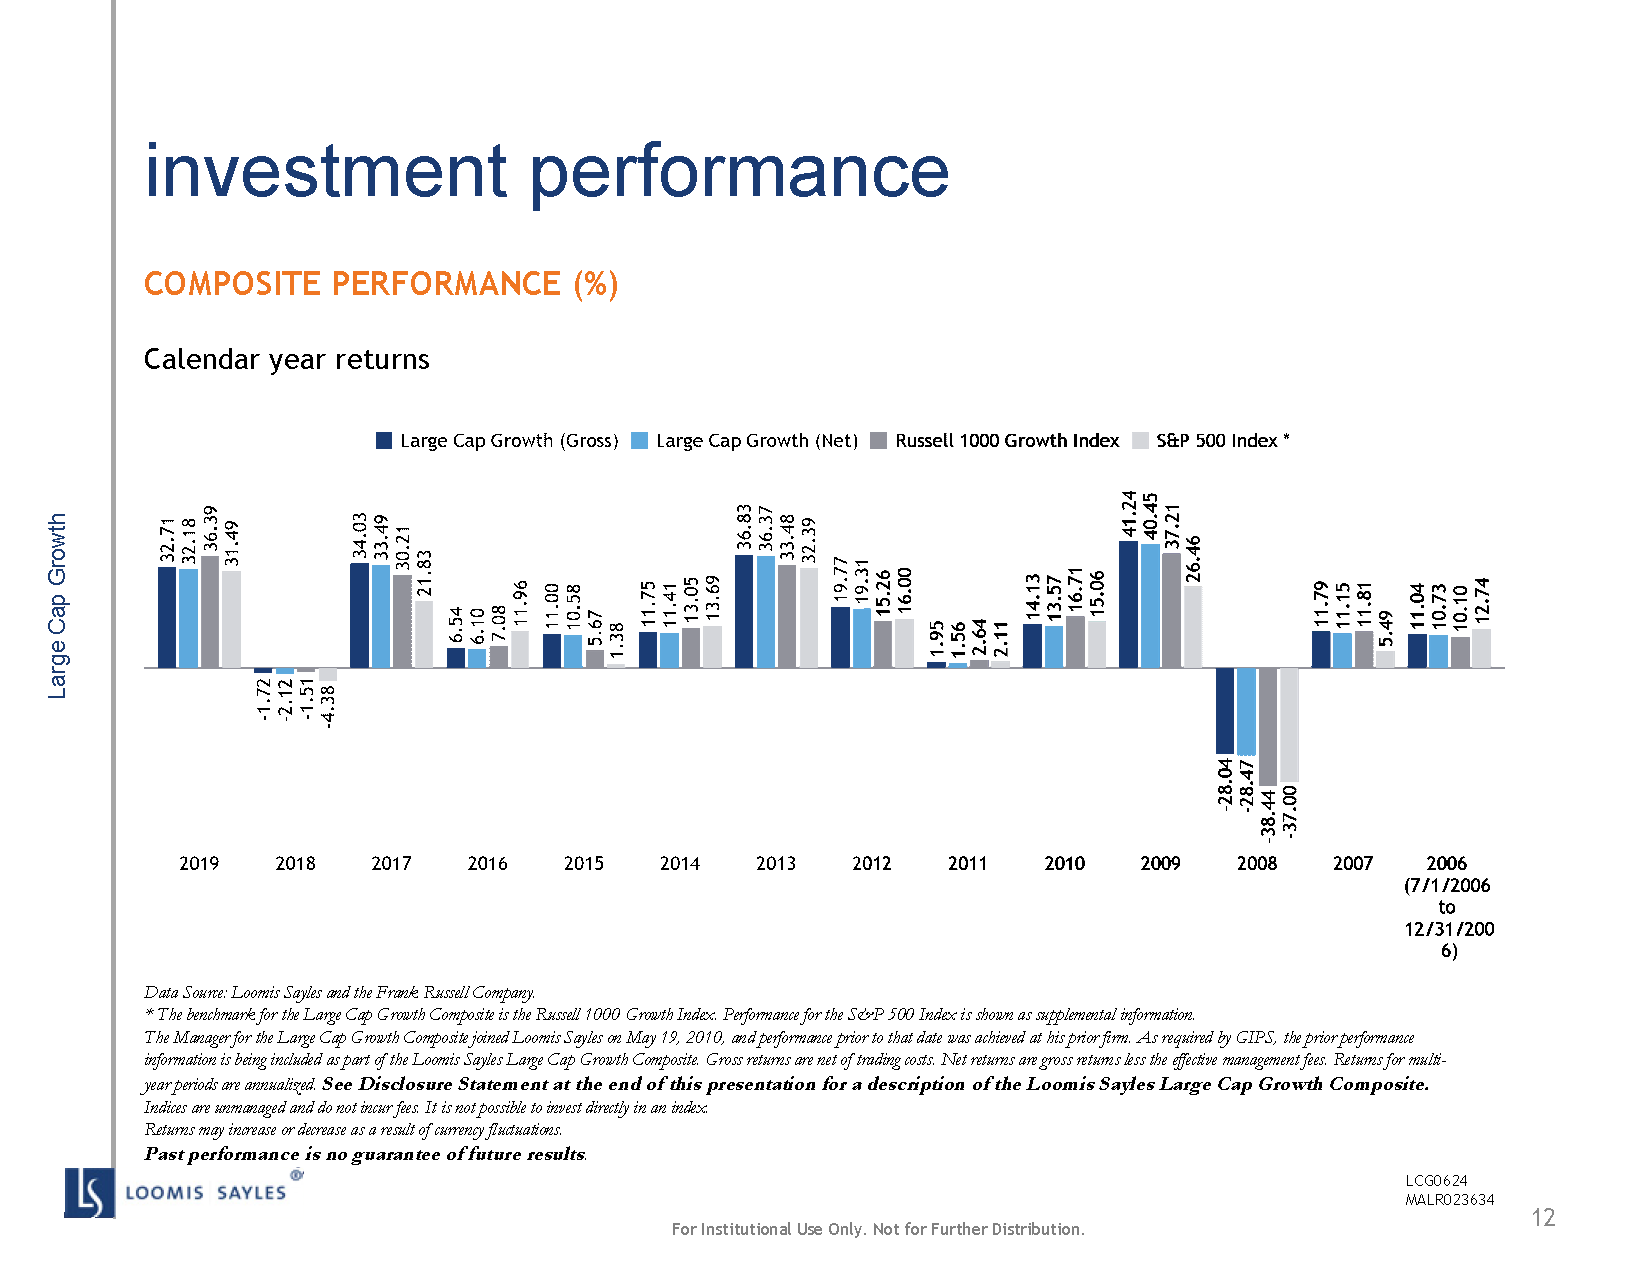 investment performance
COMPOSITE PERFORMANCE (%)
Calendar year returns
Large Cap Growth (Gross) Large Cap Growth (Net) Russell 1000 Growth Index S&P 500 Index *
Large Cap Growth
32.71 32.18 36.39 31.49
-1.72 -2.12 -1.51 -4.38
34.03 33.49 30.21 21.83
6.54 6.10 7.08 11.96
11.00 10.58 5.67 1.38
11.75 11.41 13.05 13.69
36.83 36.37 33.48 32.39
19.77 19.31 15.26 16.00
1.95 1.56 2.64 2.11
14.13 13.57 16.71 15.06
41.24 40.45 37.21 26.46
-28.04 -28.47 -38.44 -37.00
11.79 11.15 11.81 5.49
11.04 10.73 10.10 12.74
2019 2018 2017 2016 2015 2014 2013 2012 2011 2010 2009 2008 2007 2006
(7/1/2006
to
12/31/200
6)
Data Source: Loomis Sayles and the Frank Russell Company.
* The benchmark for the Large Cap Growth Composite is the Russell 1000 Growth Index. Performance for the S&P 500 Index is shown as supplemental information.
The Manager for the Large Cap Growth Composite joined Loomis Sayles on May 19, 2010, and performance prior to that date was achieved at his prior firm. As required by GIPS, the prior performance
information is being included as part of the Loomis Sayles Large Cap Growth Composite. Gross returns are net of trading costs. Net returns are gross returns less the effective management fees. Returns for multi-
year periods are annualized. See Disclosure Statement at the end of this presentation for a description of the Loomis Sayles Large Cap Growth Composite.
Indices are unmanaged and do not incur fees. It is not possible to invest directly in an index.
Returns may increase or decrease as a result of currency fluctuations.
Past performance is no guarantee of future results.
LS LOOMIS SAYLES®
LCG0624
MALR023634
12
For Institutional Use Only. Not for Further Distribution.